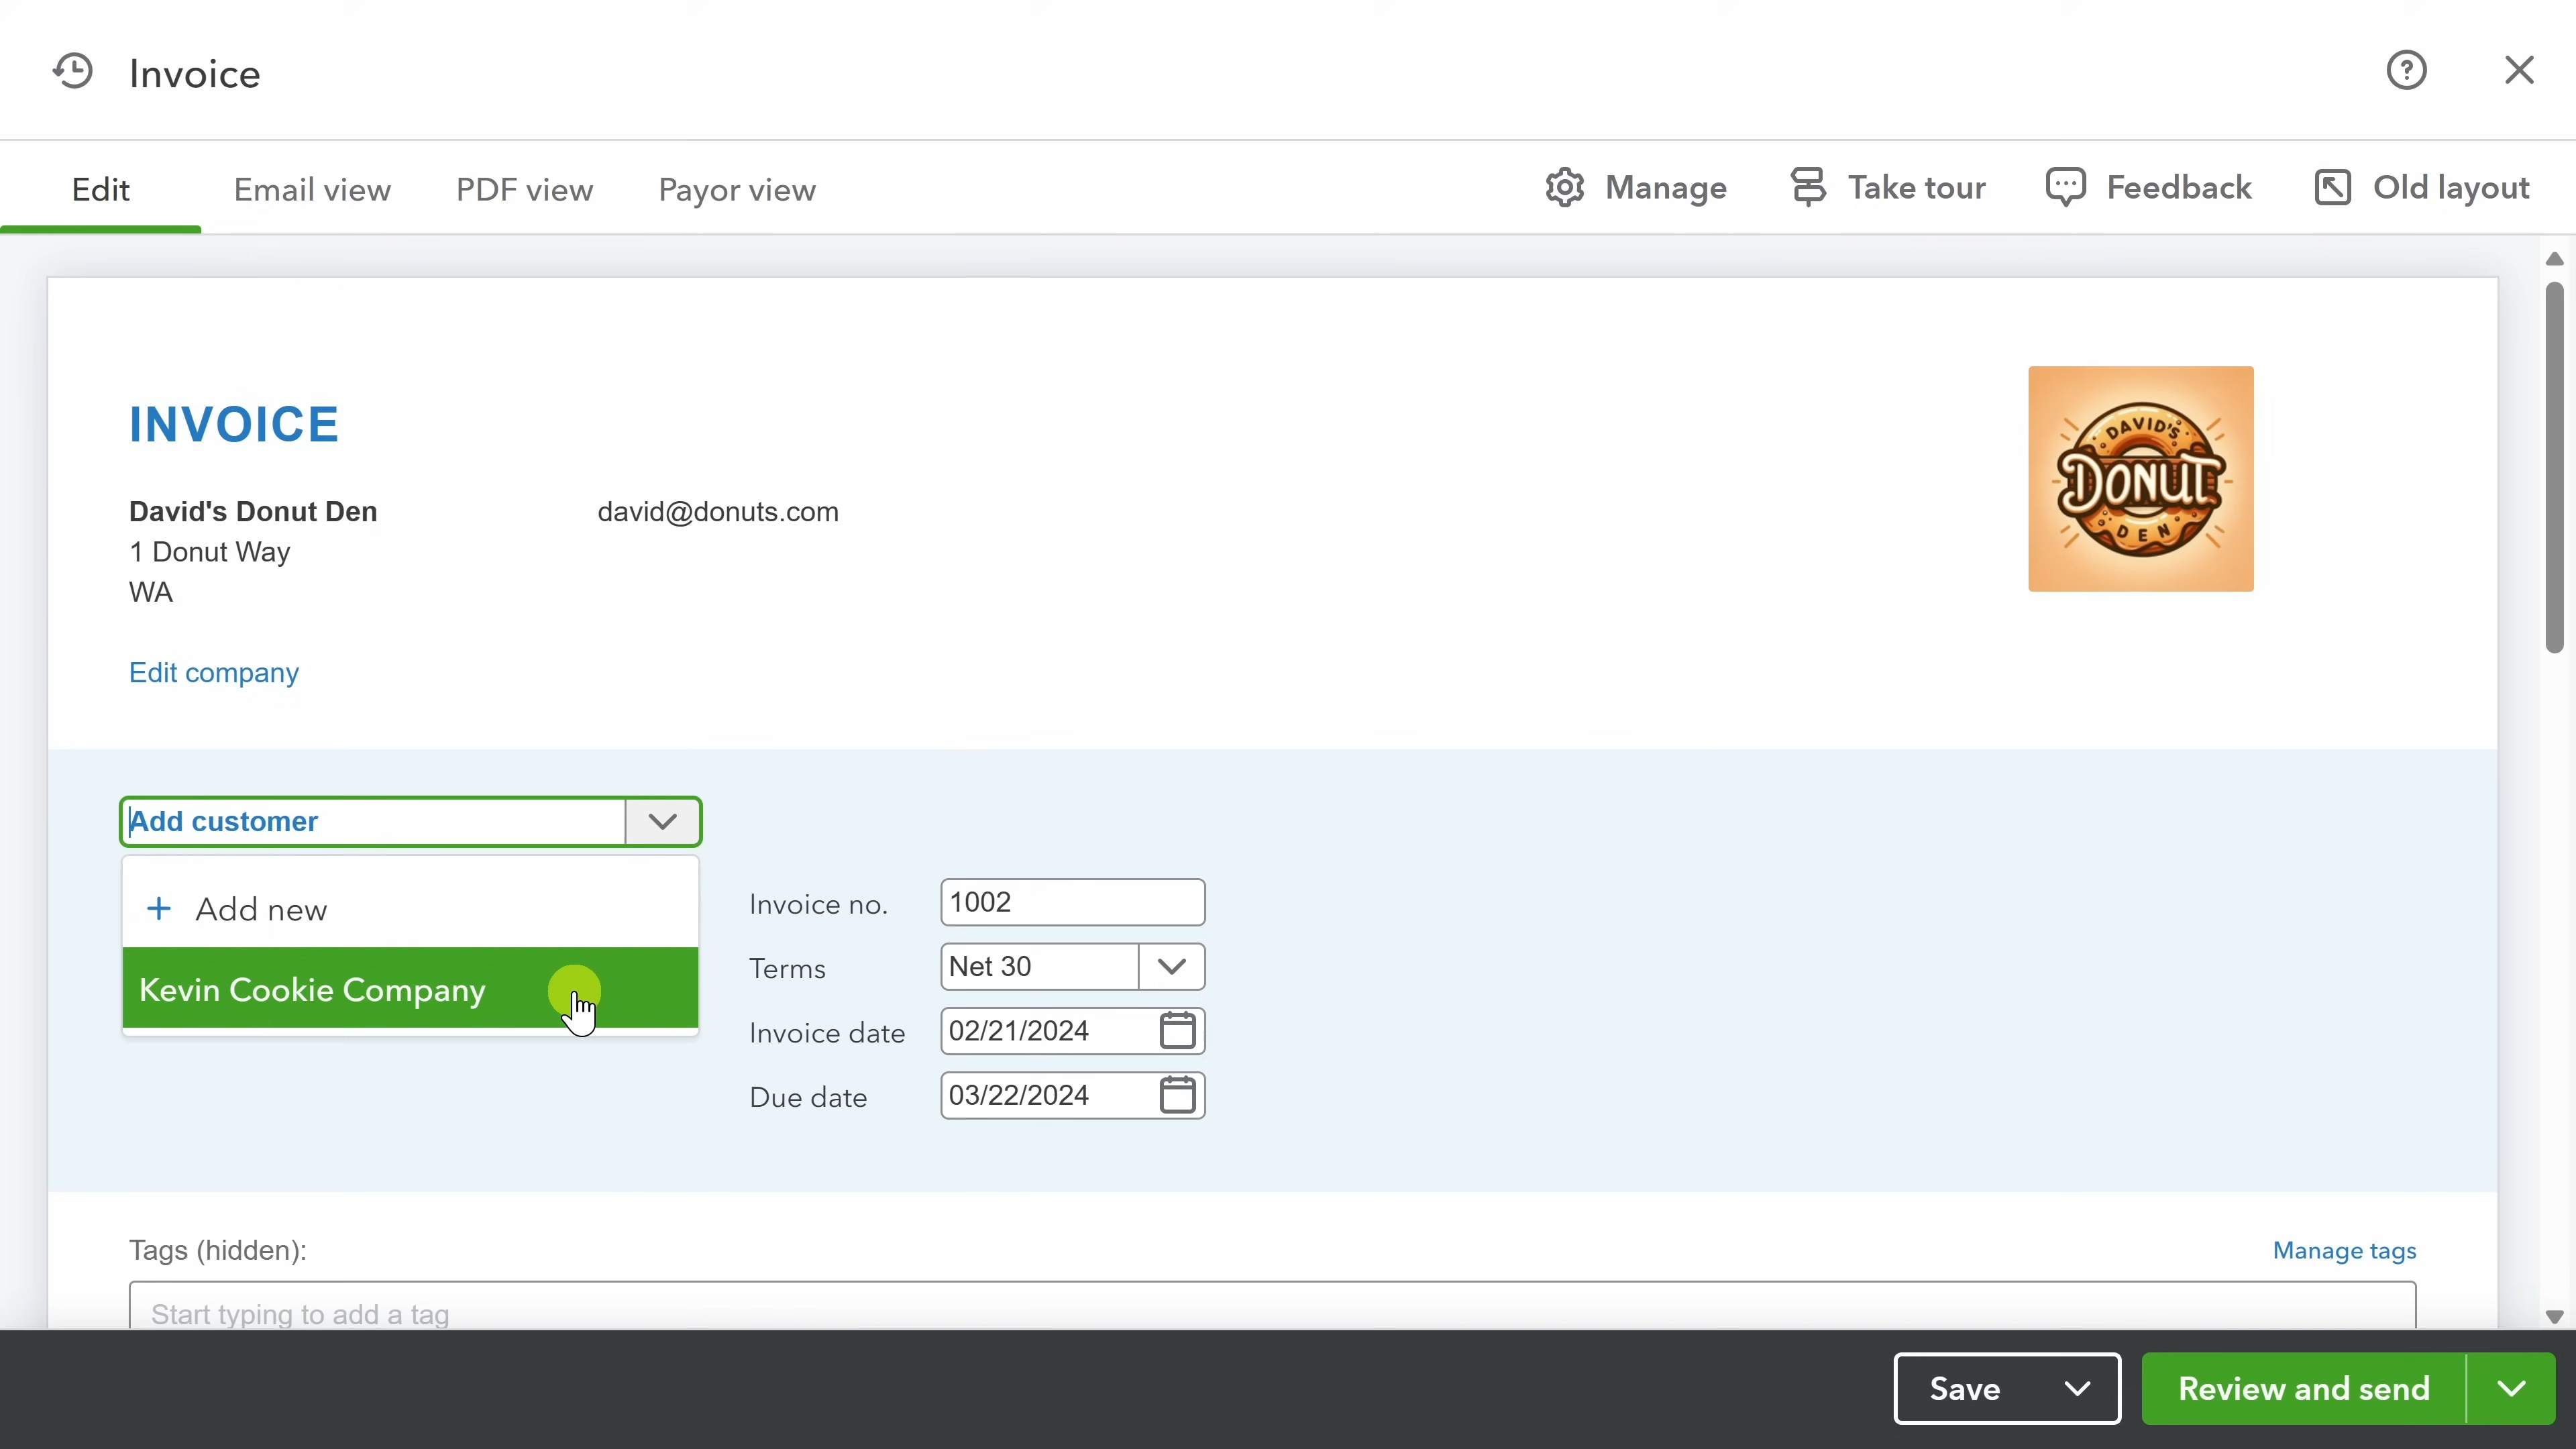 Invoice
Edit
Email view
PDF view
Payor view
Manage
Take tour
Feedback
Old layout
INVOICE
David's Donut Den
1 Donut Way
WA
david@donuts.com
DAVID'S
DONUT
DEN
Edit company
Add customer
+ Add new
Kevin Cookie Company
Invoice no. 1002
Terms Net 30
Invoice date 02/21/2024
Due date 03/22/2024
Tags (hidden):
Manage tags
Start typing to add a tag
Save
Review and send